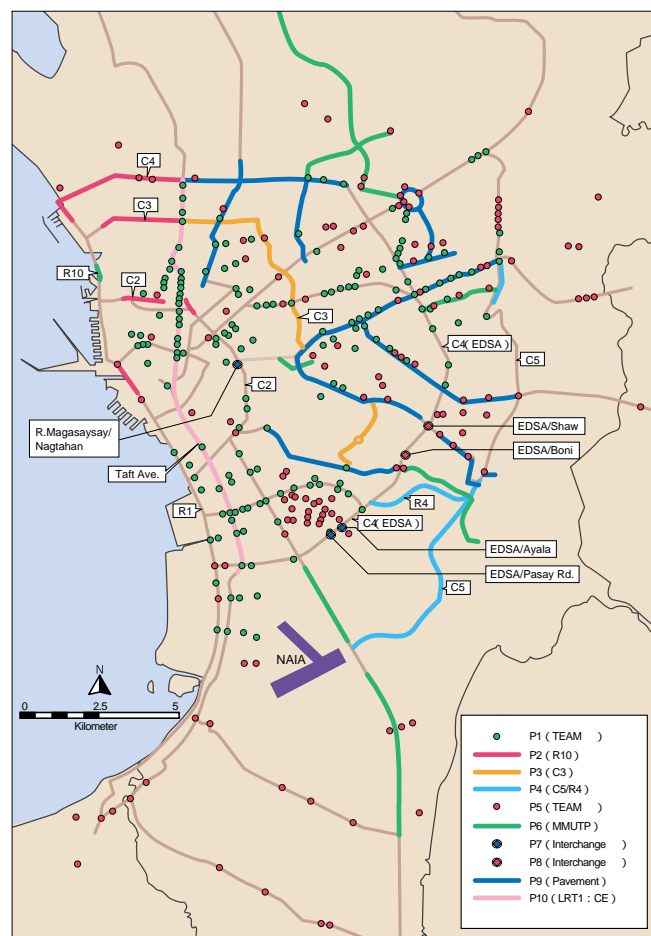 C4
C3
R10
C2
C3
C4(EDSA)
C5
C2
R.Magasaysay/
Nagtahan
EDSA/Shaw
Taft Ave.
EDSA/Boni
R4
R1
C4(EDSA)
EDSA/Ayala
EDSA/Pasay Rd.
C5
NAIA
N
0 2.5 5
Kilometer
P1 ( TEAM )
P2 ( R10 )
P3 ( C3 )
P4 ( C5/R4 )
P5 ( TEAM )
P6 ( MMUTP )
P7 ( Interchange )
P8 ( Interchange )
P9 ( Pavement )
P10 ( LRT1 : CE )